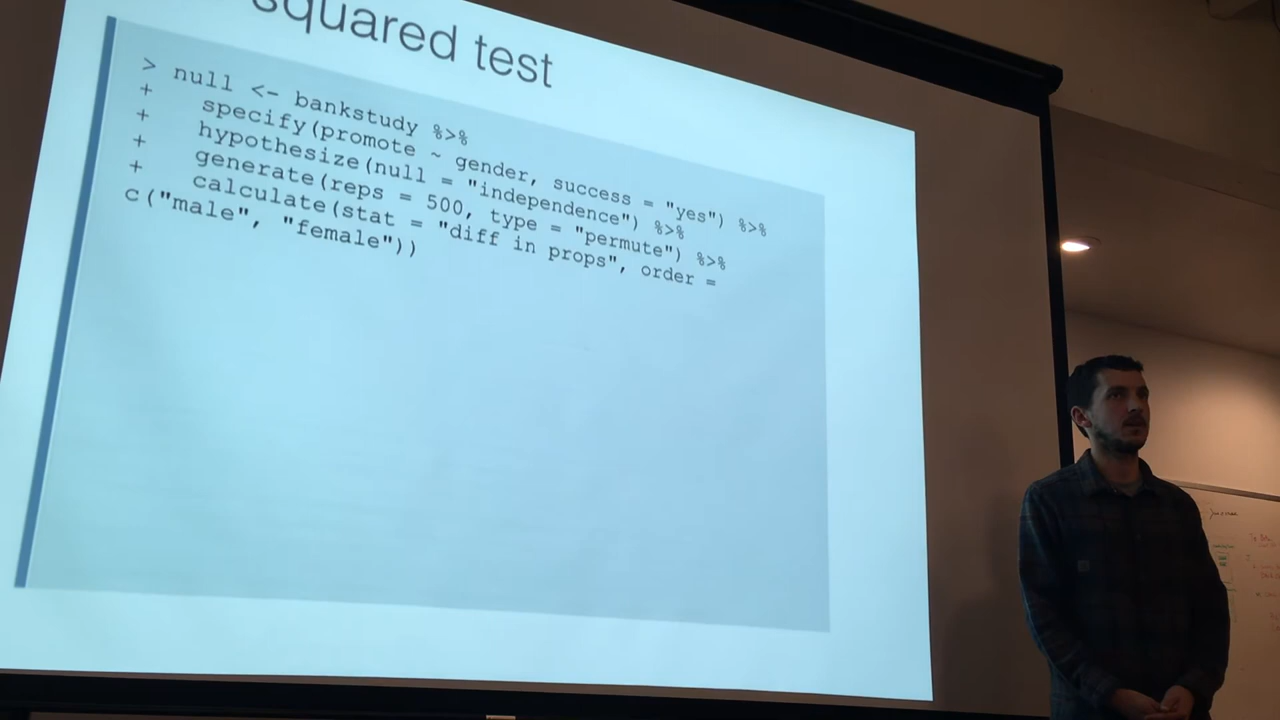 squared test
> null <- bankstudy %>%
+ specify(promote ~ gender, success = "yes") %>%
+ hypothesize(null = "independence") %>%
+ generate(reps = 500, type = "permute") %>%
+ calculate(stat = "diff in props", order =
c("male", "female"))